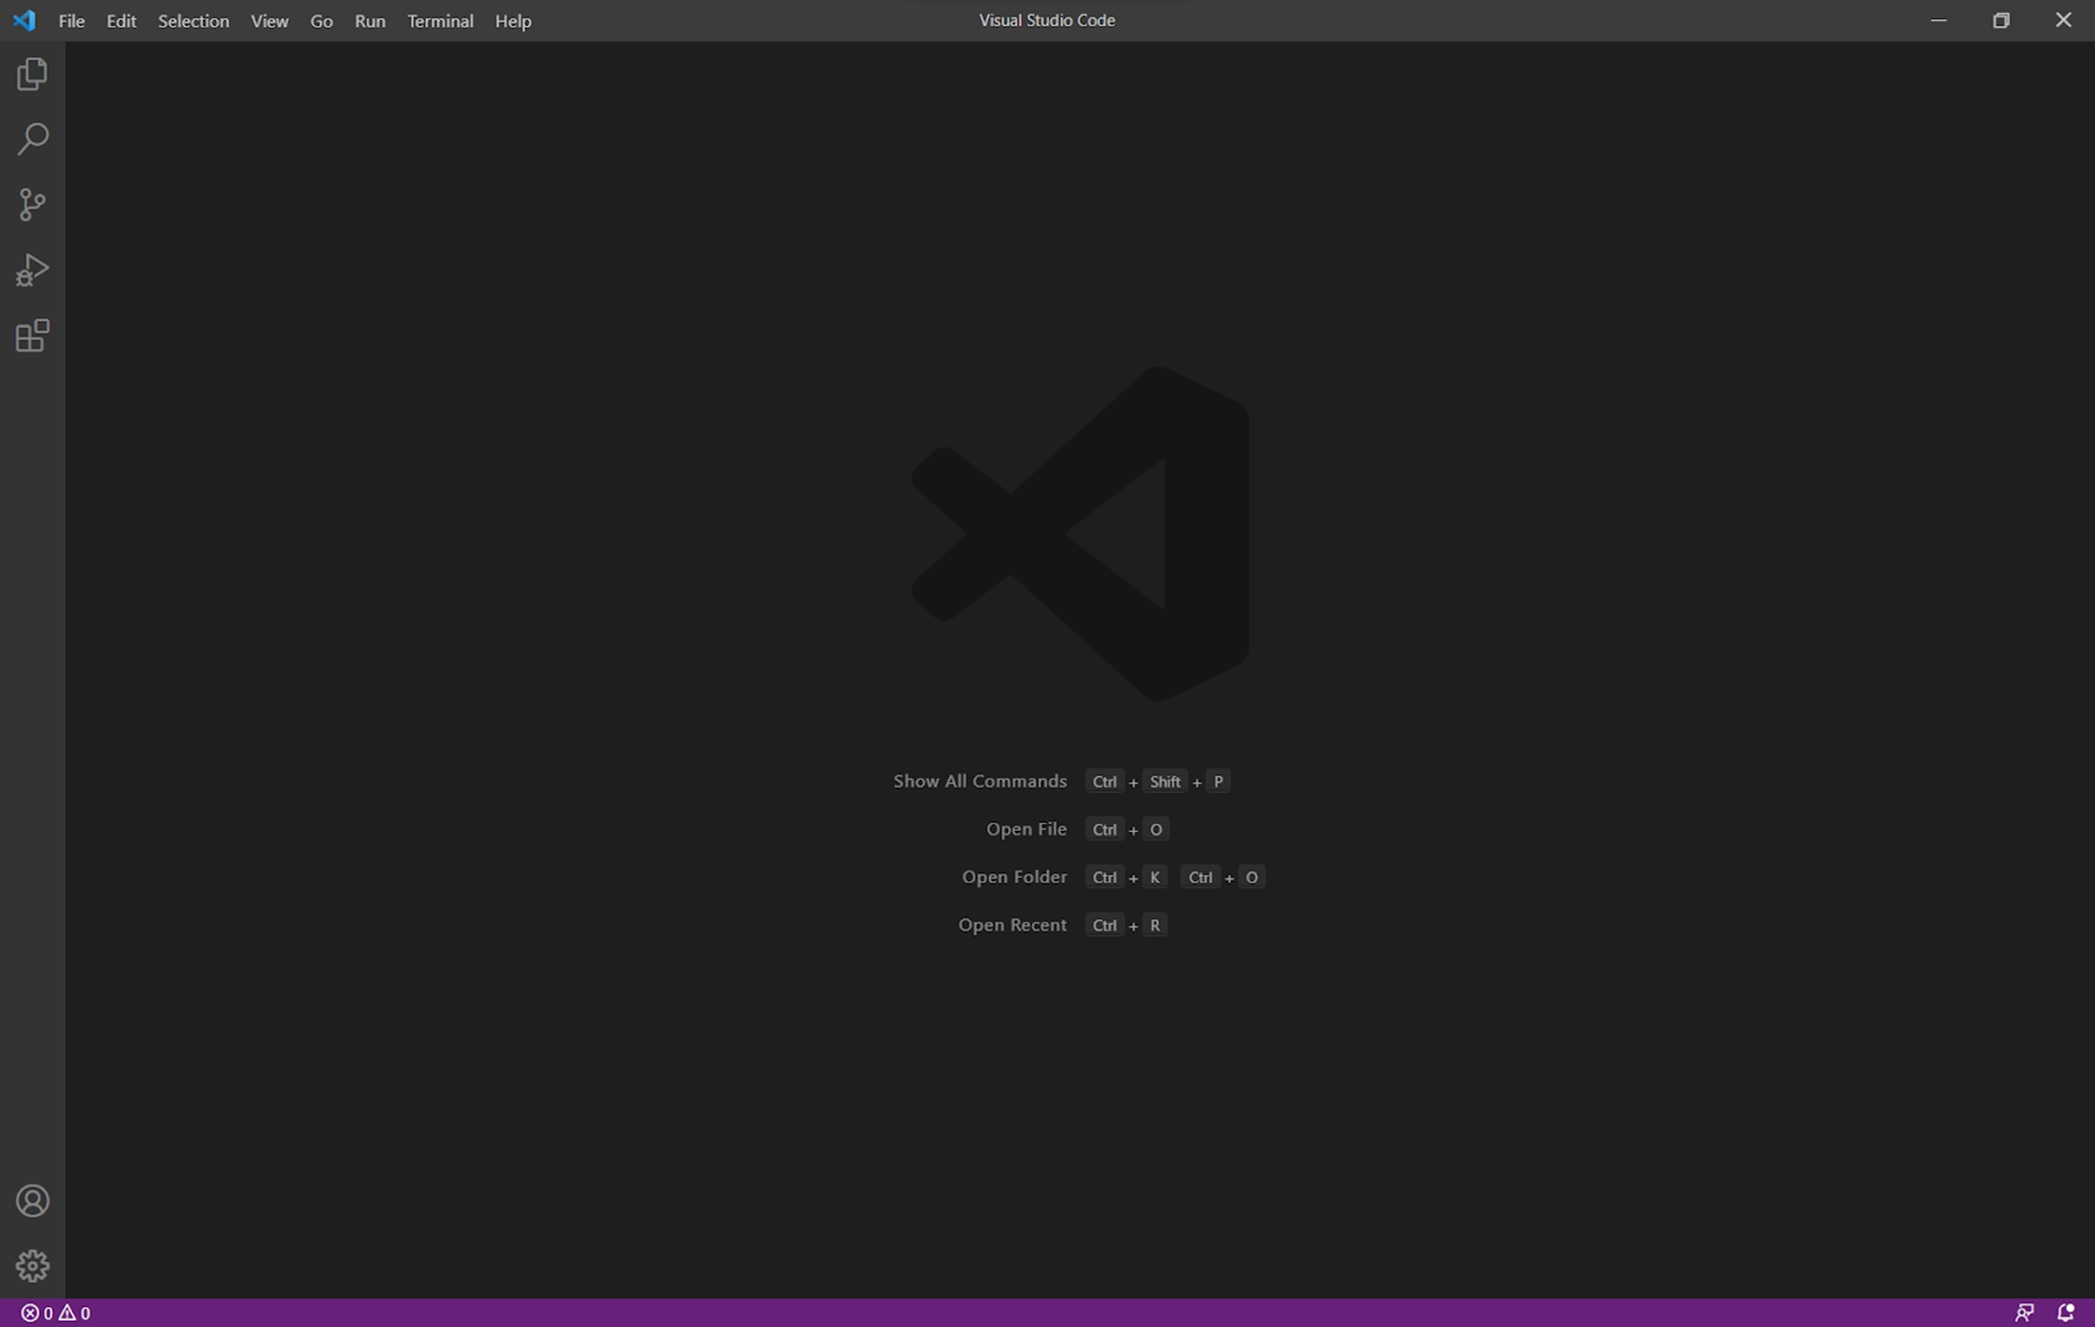 File Edit Selection View Go Run Terminal Help
Visual Studio Code
Show All Commands Ctrl + Shift + P
Open File Ctrl + O
Open Folder Ctrl + K Ctrl + O
Open Recent Ctrl + R
0 0